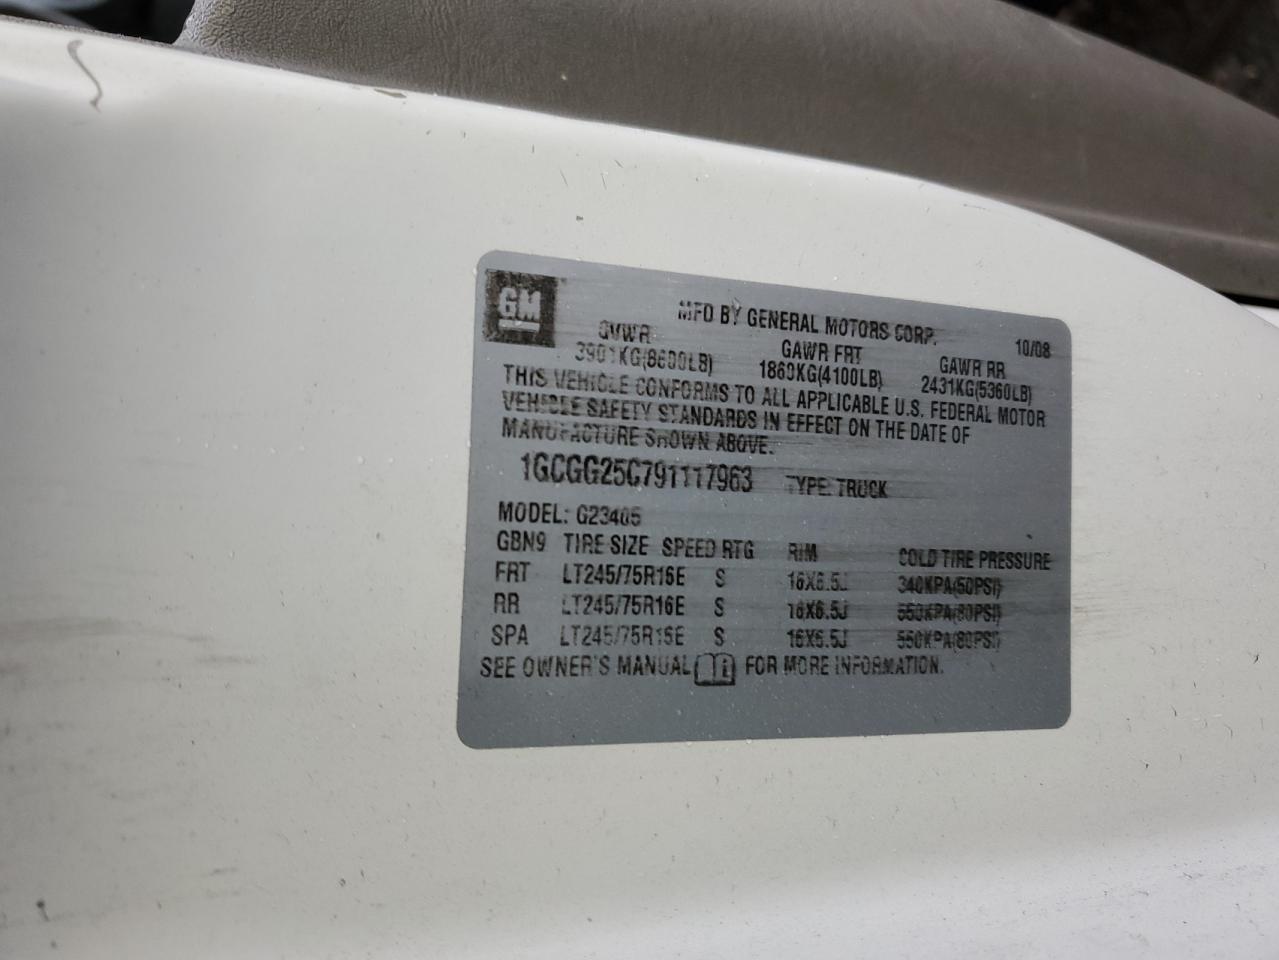 GM
MFD BY GENERAL MOTORS CORP. 10/08
GVWR GAWR FRT GAWR RR
3901KG(8600LB) 1860KG(4100LB) 2431KG(5360LB)
THIS VEHICLE CONFORMS TO ALL APPLICABLE U.S. FEDERAL MOTOR
VEHICLE SAFETY STANDARDS IN EFFECT ON THE DATE OF
MANUFACTURE SHOWN ABOVE.
1GCGG25C791117963 TYPE: TRUCK
MODEL: G23405
GBN9 TIRE SIZE SPEED RTG RIM COLD TIRE PRESSURE
FRT LT245/75R16E S 16X6.5J 340KPA(50PSI)
RR LT245/75R16E S 16X6.5J 550KPA(80PSI)
SPA LT245/75R16E S 16X6.5J 550KPA(80PSI)
SEE OWNER'S MANUAL FOR MORE INFORMATION.